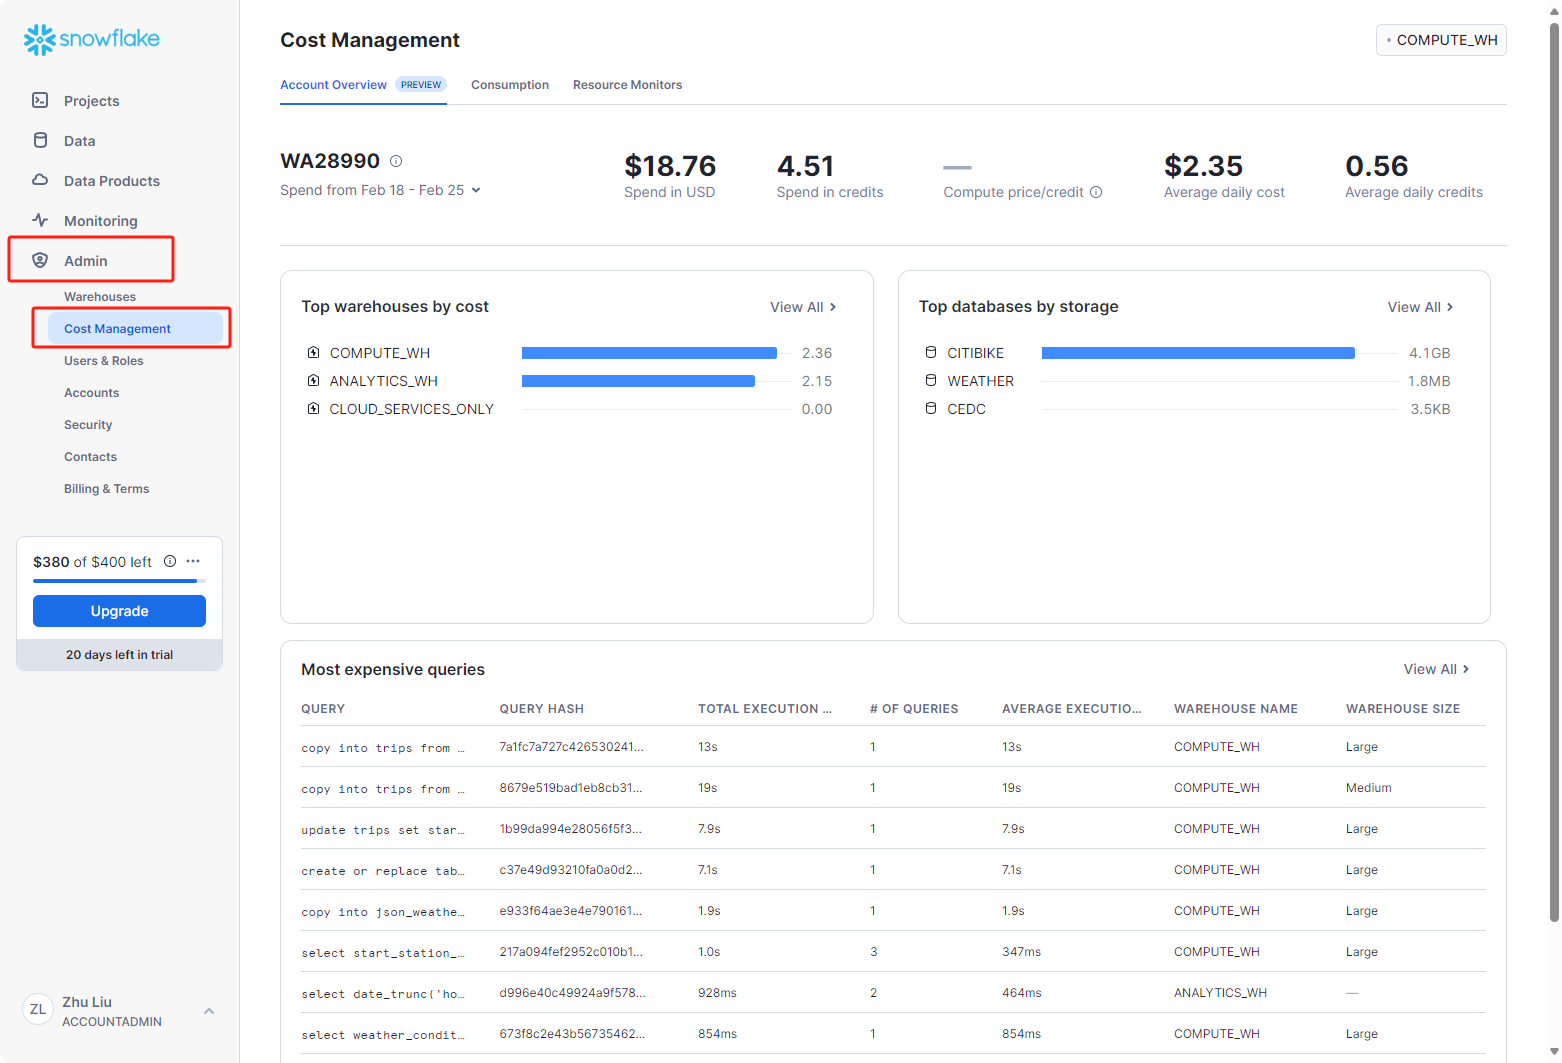 snowflake
Projects
Data
Data Products
Monitoring
Admin
Warehouses
Cost Management
Users & Roles
Accounts
Security
Contacts
Billing & Terms
$380 of $400 left
Upgrade
20 days left in trial
ZL
Zhu Liu
ACCOUNTADMIN
Cost Management
COMPUTE_WH
Account Overview PREVIEW Consumption Resource Monitors
WA28990
Spend from Feb 18 - Feb 25
$18.76
Spend in USD
4.51
Spend in credits
—
Compute price/credit
$2.35
Average daily cost
0.56
Average daily credits
Top warehouses by cost View All
COMPUTE_WH 2.36
ANALYTICS_WH 2.15
CLOUD_SERVICES_ONLY 0.00
Top databases by storage View All
CITIBIKE 4.1GB
WEATHER 1.8MB
CEDC 3.5KB
Most expensive queries View All
QUERY QUERY HASH TOTAL EXECUTION ... # OF QUERIES AVERAGE EXECUTIO... WAREHOUSE NAME WAREHOUSE SIZE
copy into trips from … 7a1fc7a727c426530241... 13s 1 13s COMPUTE_WH Large
copy into trips from … 8679e519bad1eb8cb31... 19s 1 19s COMPUTE_WH Medium
update trips set star… 1b99da994e28056f5f3... 7.9s 1 7.9s COMPUTE_WH Large
create or replace tab… c37e49d93210fa0a0d2... 7.1s 1 7.1s COMPUTE_WH Large
copy into json_weathe… e933f64ae3e4e790161... 1.9s 1 1.9s COMPUTE_WH Large
select start_station_… 217a094fef2952c010b1... 1.0s 3 347ms COMPUTE_WH Large
select date_trunc('ho… d996e40c49924a9f578... 928ms 2 464ms ANALYTICS_WH —
select weather_condit… 673f8c2e43b56735462... 854ms 1 854ms COMPUTE_WH Large